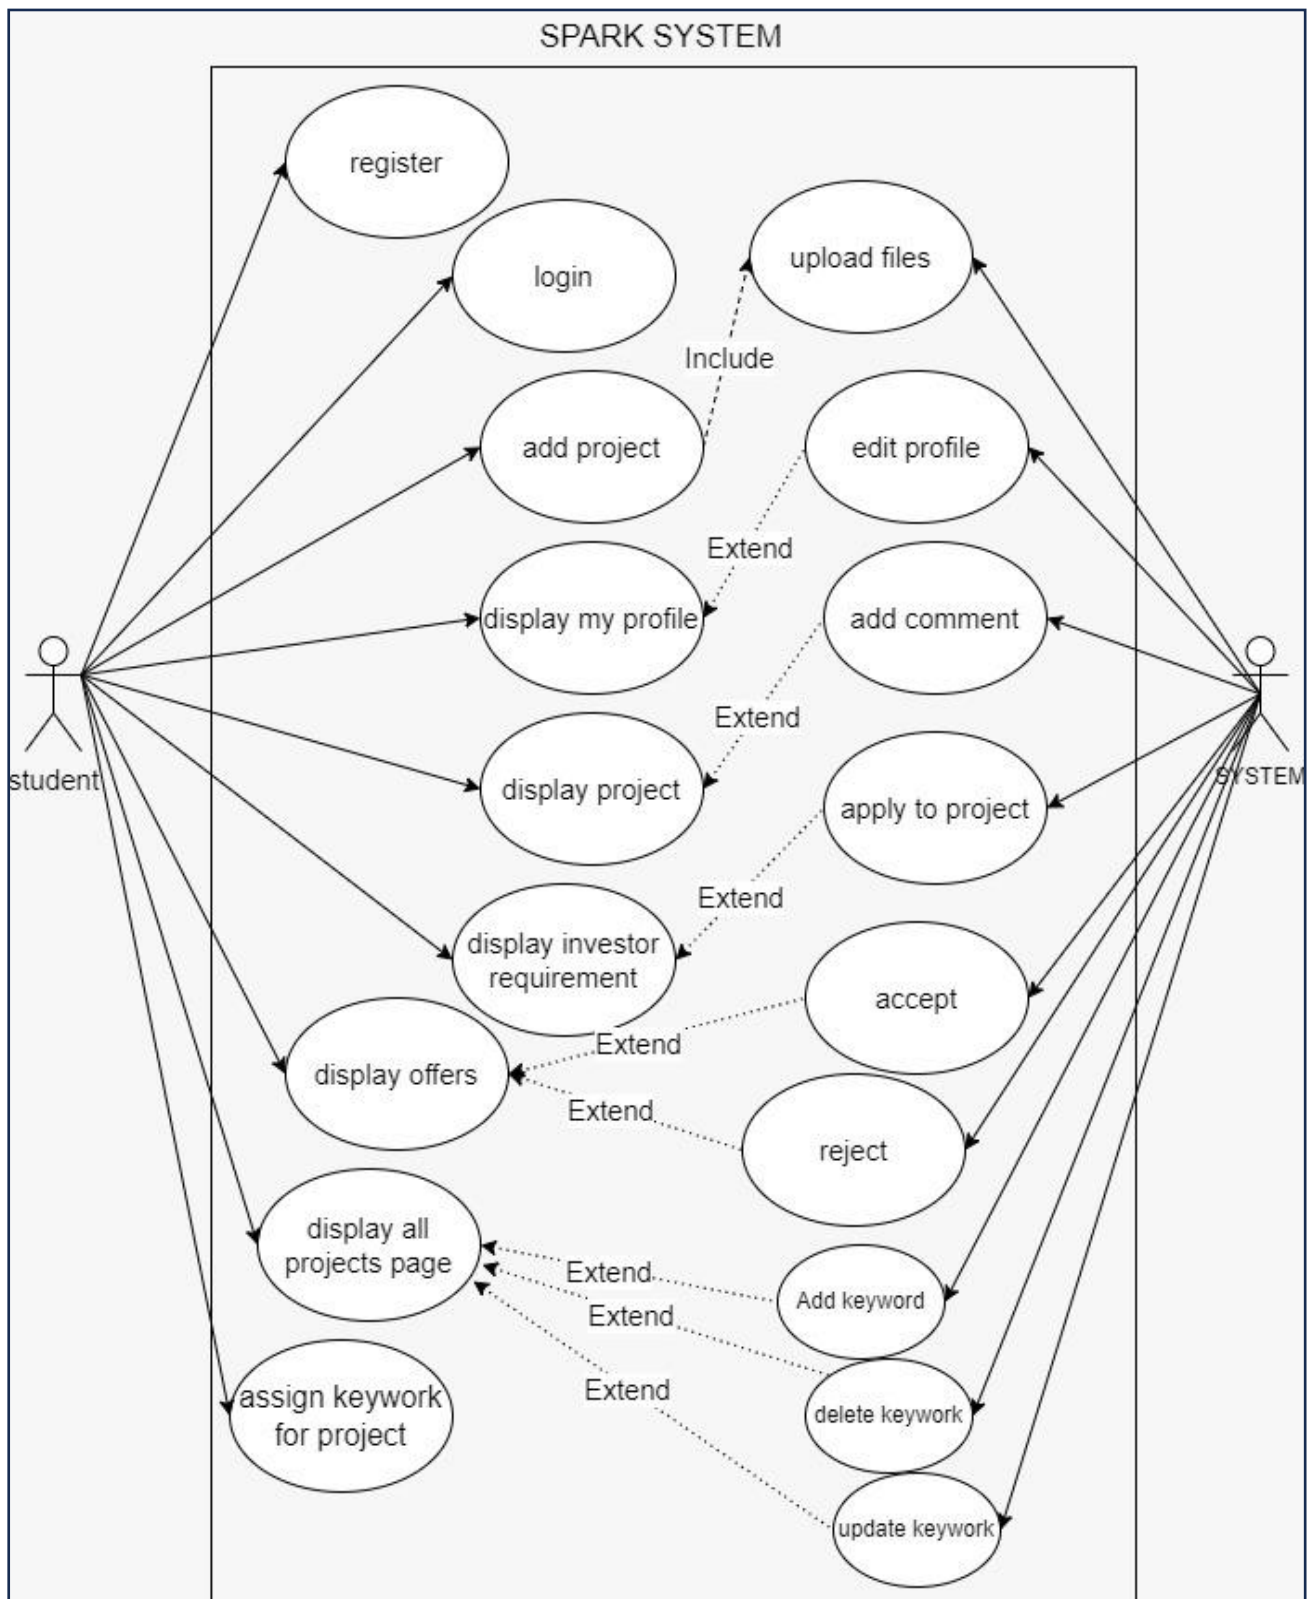 SPARK SYSTEM
register
login
upload files
Include
add project
edit profile
Extend
display my profile
add comment
Extend
display project
apply to project
student
SYSTEM
Extend
display investor
requirement
accept
Extend
display offers
Extend
reject
display all
projects page
Extend
Add keyword
Extend
Extend
assign keywork
for project
delete keywork
update keywork